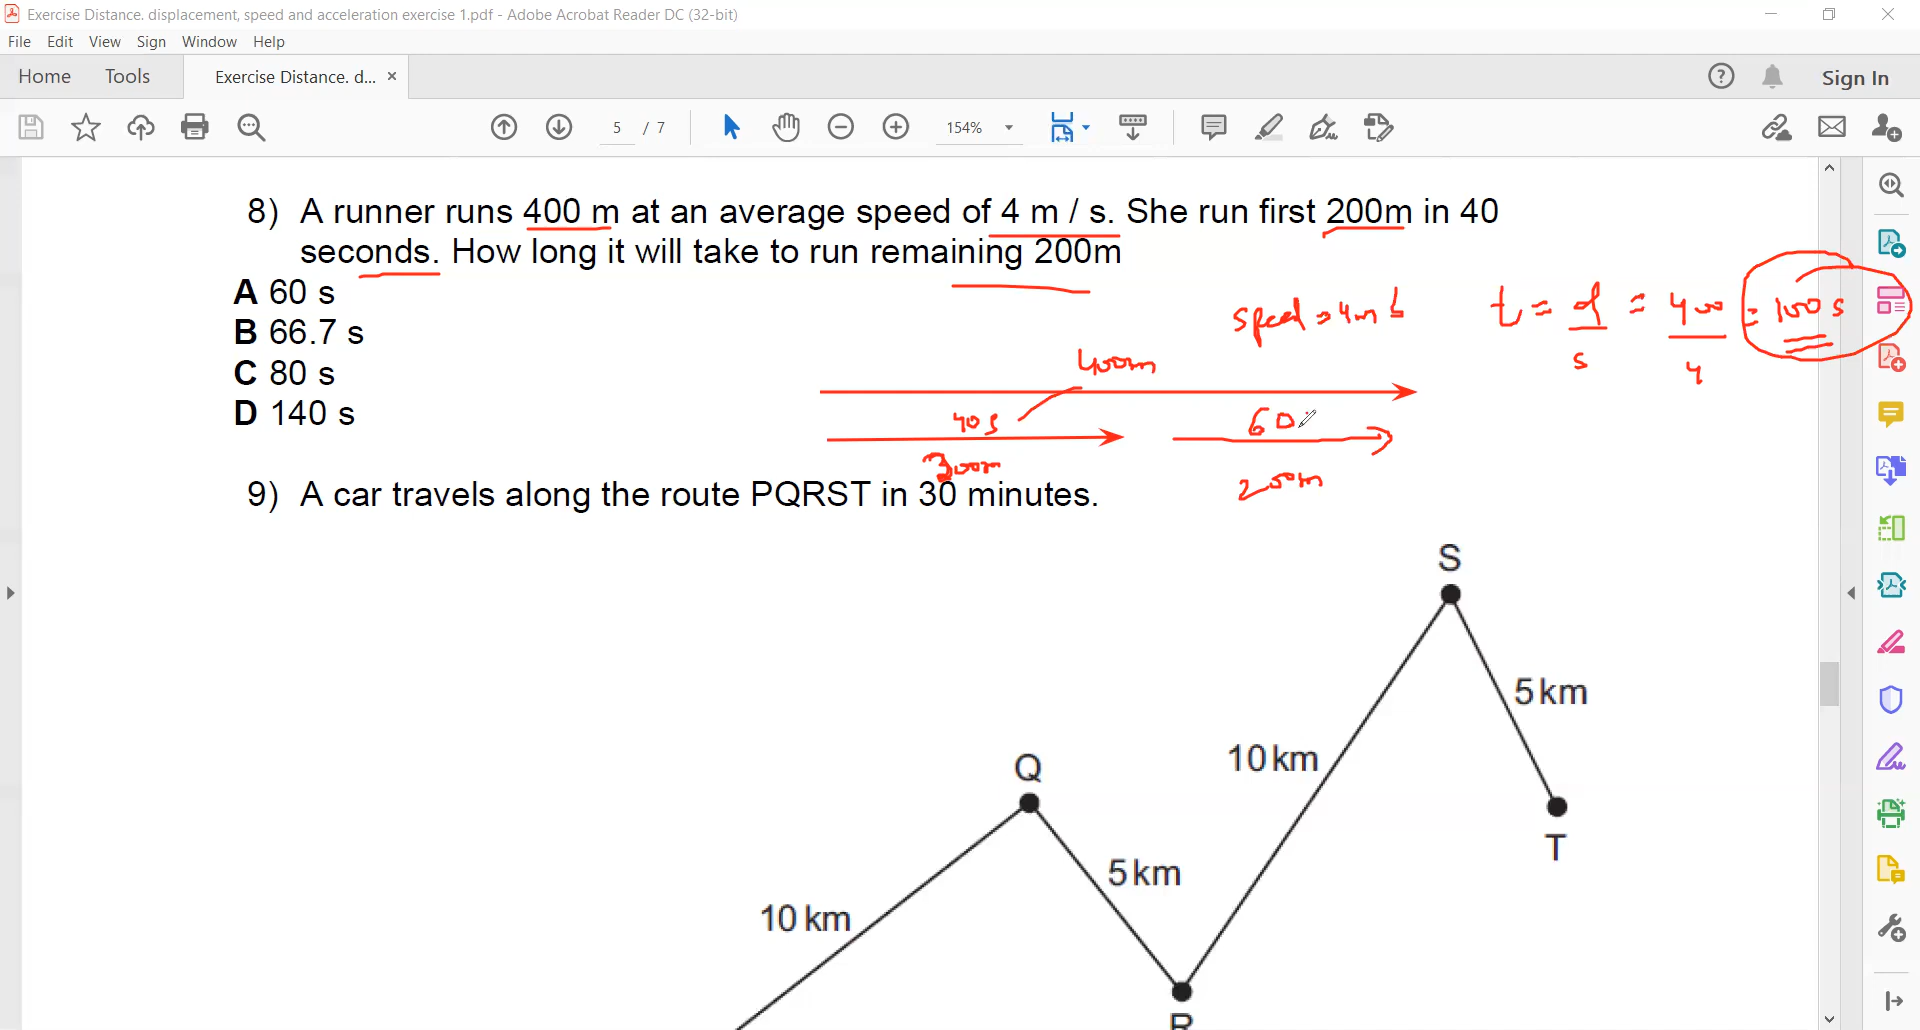 Exercise Distance. displacement, speed and acceleration exercise 1.pdf - Adobe Acrobat Reader DC (32-bit)
File Edit View Sign Window Help
Home Tools Exercise Distance. d... × Sign In
5 / 7 154%
8) A runner runs 400 m at an average speed of 4 m / s. She run first 200m in 40
seconds. How long it will take to run remaining 200m
A 60 s
B 66.7 s
C 80 s
D 140 s
t = d/s = 400/4 = 100 s
400m
40s 60
200m
9) A car travels along the route PQRST in 30 minutes.
S
5 km
10 km
Q
T
5 km
10 km
R